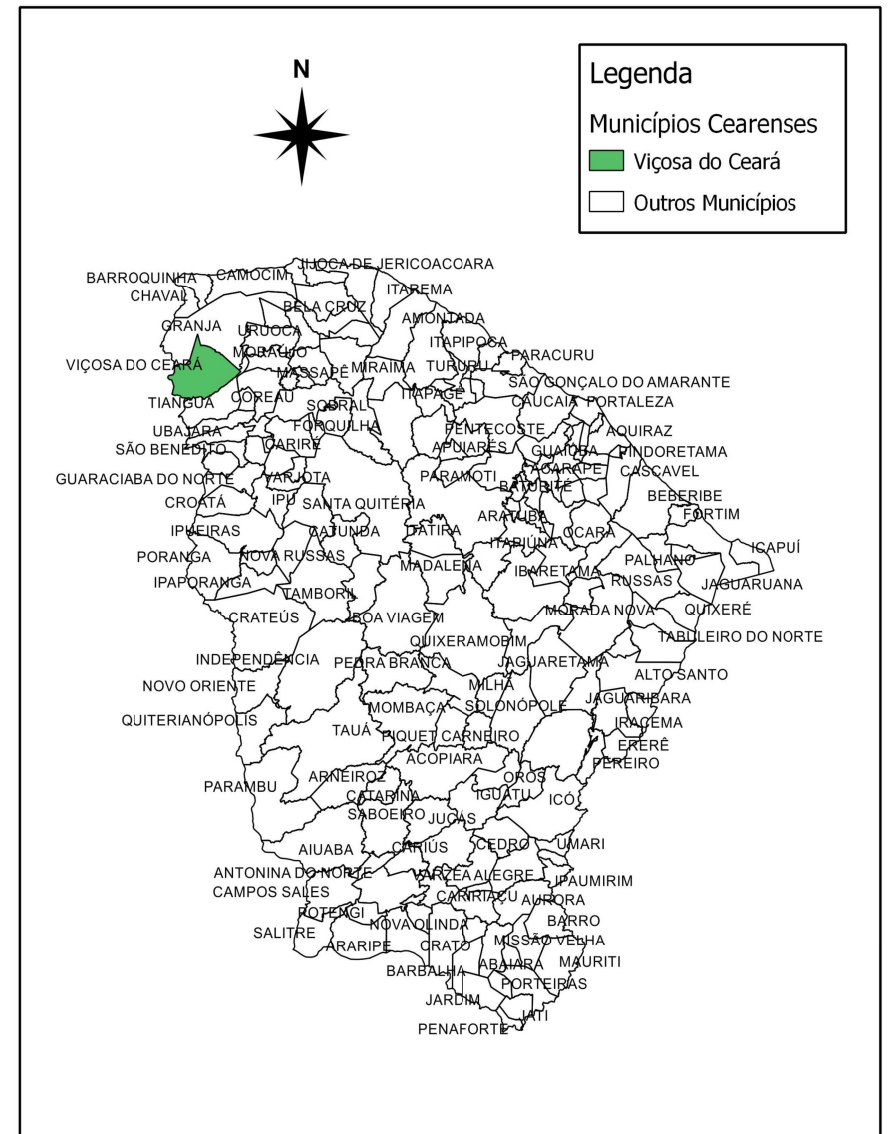 N
Legenda
Municípios Cearenses
Viçosa do Ceará
Outros Municípios
JIJOCA DE JERICOACOARA
BARROQUINHA
CAMOCIM
CHAVAL
ITAREMA
BELA CRUZ
GRANJA
URUOCA
AMONTADA
ITAPIPOCA
MORAÚJO
PARACURU
VIÇOSA DO CEARÁ
MASSAPÊ
MIRAÍMA
TURURU
SÃO GONÇALO DO AMARANTE
TIANGUÁ
COREAÚ
SOBRAL
ITAPAGÉ
CAUCAIA
FORTALEZA
UBAJARA
FORQUILHA
PENTECOSTE
AQUIRAZ
SÃO BENEDITO
CARIRÉ
APUIARÉS
GUAIÚBA
PINDORETAMA
GUARACIABA DO NORTE
VARJOTA
PARAMOTI
ACARAPE
CASCAVEL
BATURITÉ
CROATÁ
IPU
SANTA QUITÉRIA
BEBERIBE
ARATUBA
FORTIM
IPUEIRAS
CATUNDA
ITATIRA
OCARA
ITAPIÚNA
ICAPUÍ
PORANGA
NOVA RUSSAS
MADALENA
IBARETAMA
PALHANO
IPAPORANGA
RUSSAS
JAGUARUANA
TAMBORIL
CRATEÚS
BOA VIAGEM
MORADA NOVA
QUIXERÉ
QUIXERAMOBIM
TABULEIRO DO NORTE
INDEPENDÊNCIA
PEDRA BRANCA
JAGUARETAMA
ALTO SANTO
NOVO ORIENTE
MILHÃ
JAGUARIBARA
MOMBAÇA
SOLONÓPOLE
QUITERIANÓPOLIS
IRACEMA
TAUÁ
PIQUET CARNEIRO
ERERÊ
ACOPIARA
PEREIRO
PARAMBU
ARNEIROZ
ORÓS
CATARINA
IGUATU
ICÓ
SABOEIRO
JUCÁS
AIUABA
CARIÚS
CEDRO
UMARI
ANTONINA DO NORTE
VÁRZEA ALEGRE
IPAUMIRIM
CAMPOS SALES
CARIRIAÇU
AURORA
POTENGI
NOVA OLINDA
BARRO
SALITRE
ARARIPE
CRATO
MISSÃO VELHA
BARBALHA
ABAIARA
MAURITI
PORTEIRAS
JARDIM
JATI
PENAFORTE